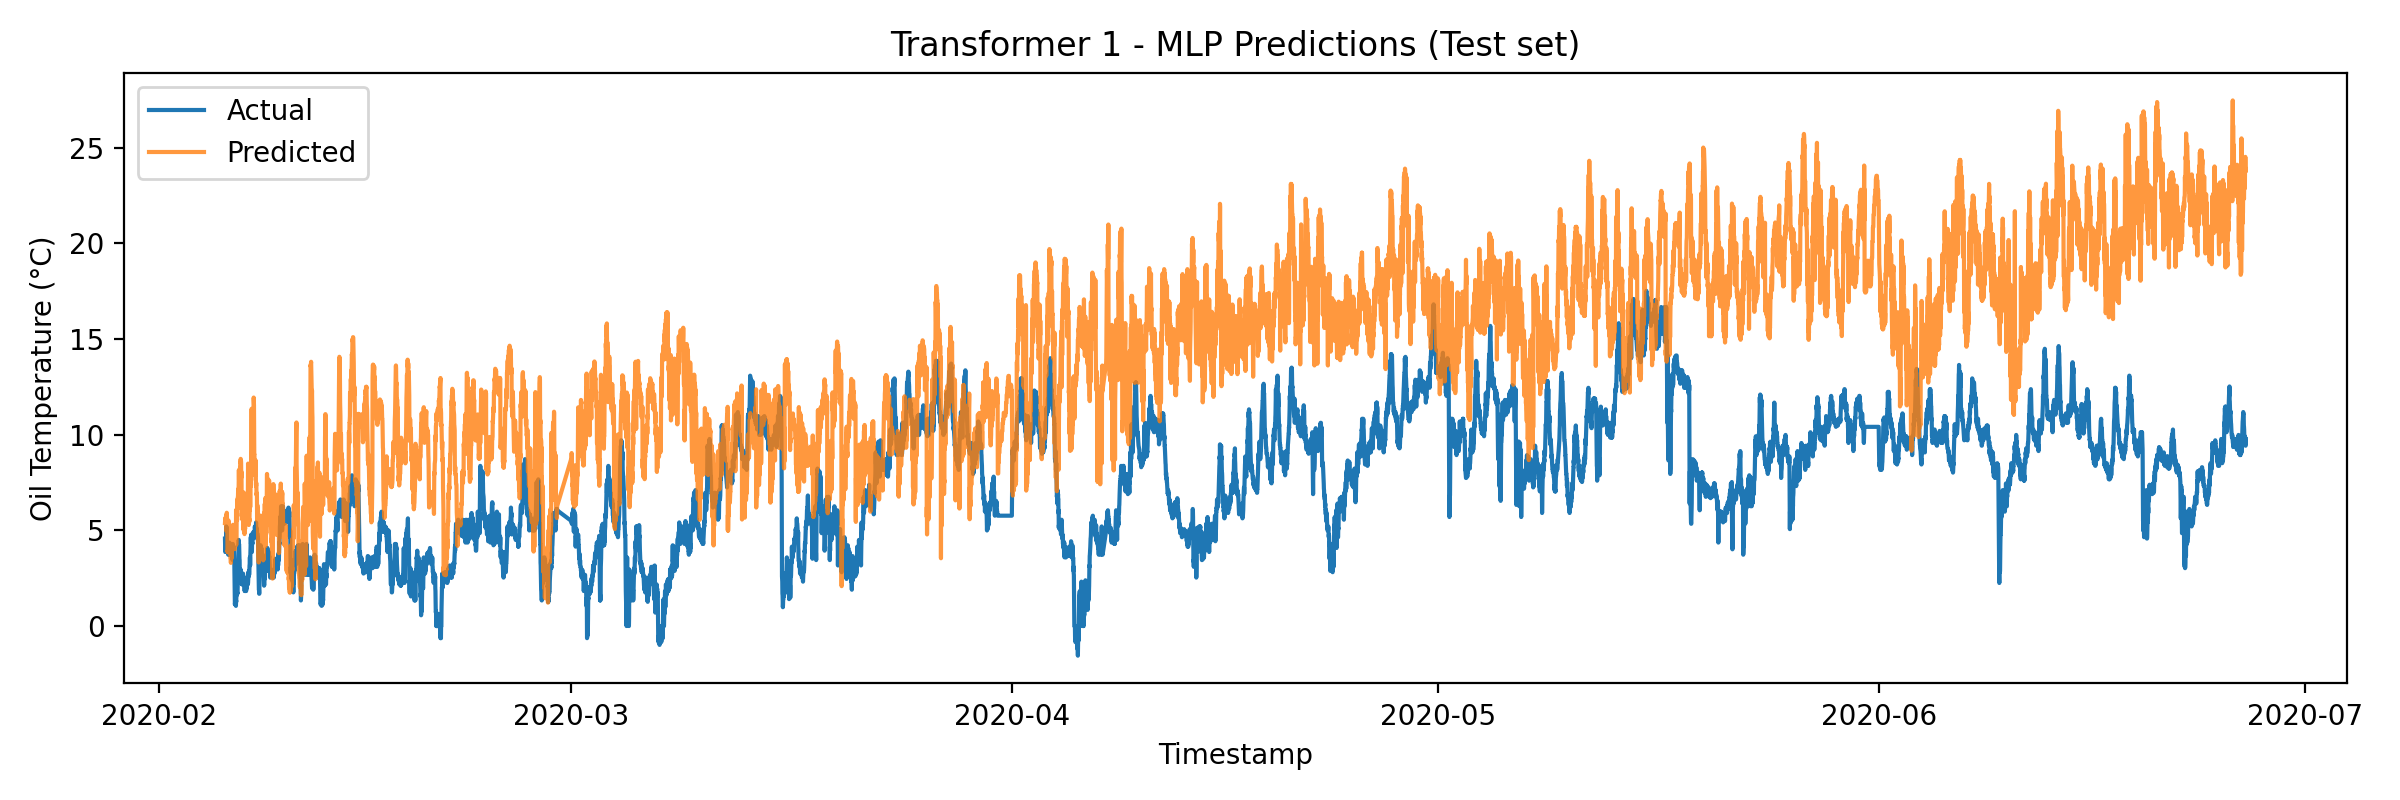 Transformer 1 - MLP Predictions (Test set)
Actual
Predicted
Oil Temperature (°C)
25
20
15
10
5
0
2020-02
2020-03
2020-04
2020-05
2020-06
2020-07
Timestamp